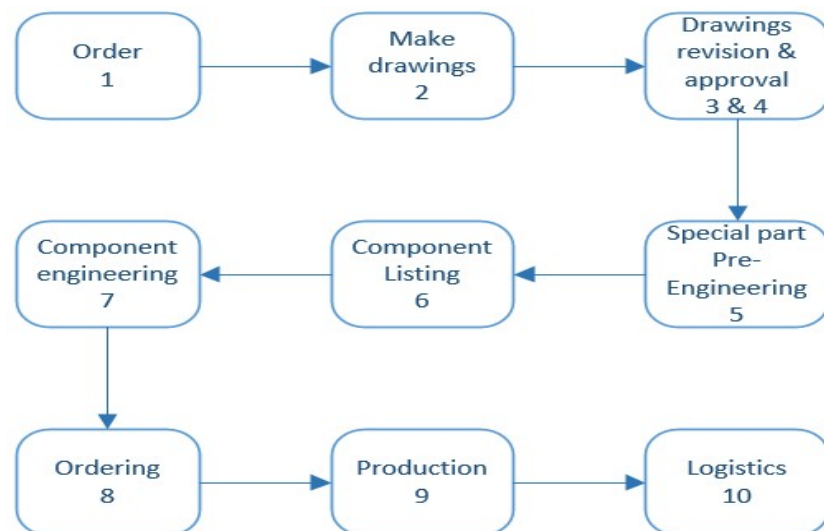 Order
1
Make
drawings
2
Drawings
revision &
approval
3 & 4
Special part
Pre-
Engineering
5
Component
Listing
6
Component
engineering
7
Ordering
8
Production
9
Logistics
10